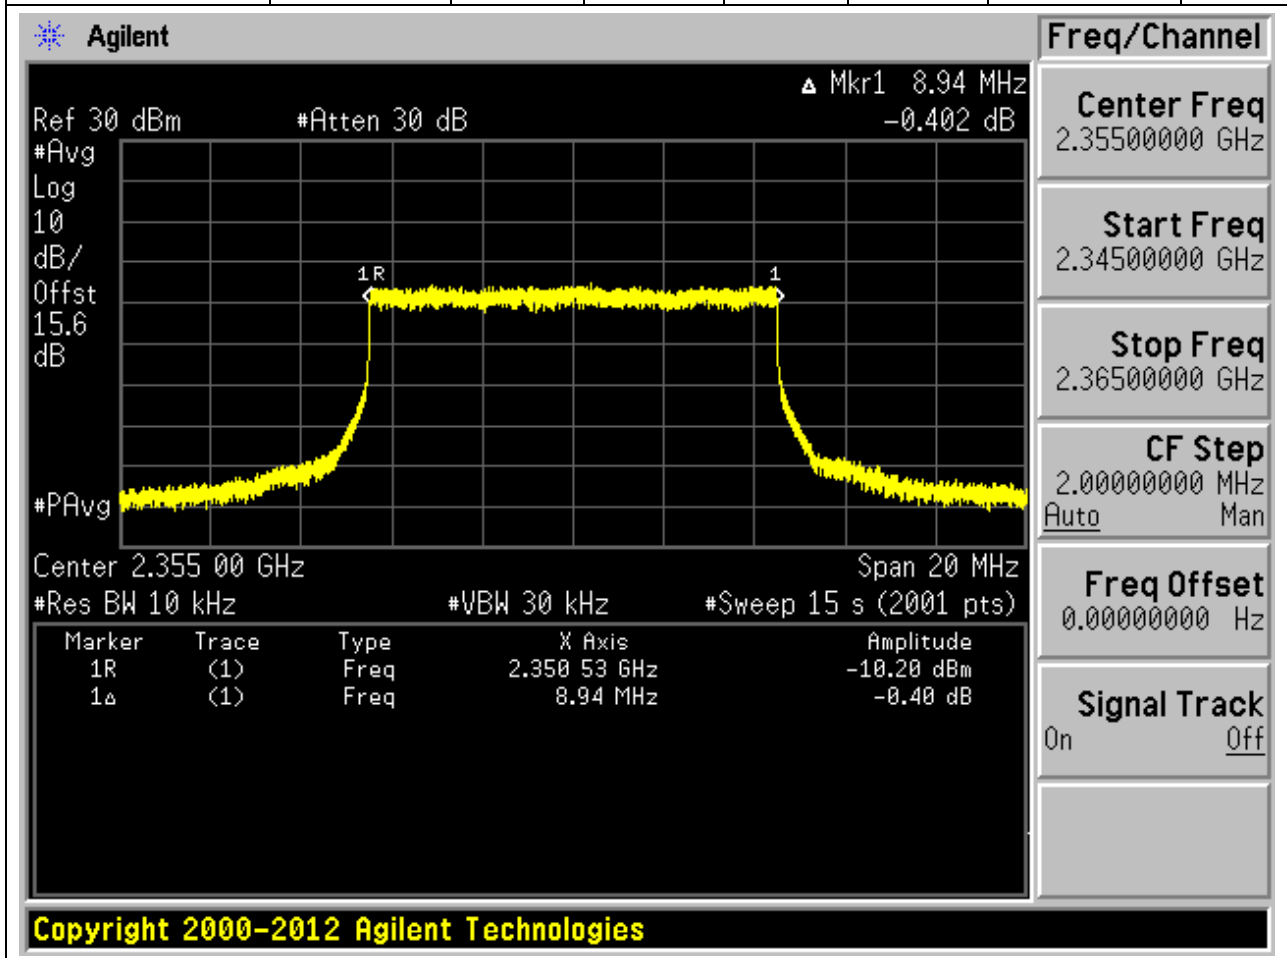 Agilent
Freq/Channel
Δ Mkr1 8.94 MHz
Ref 30 dBm #Atten 30 dB -0.402 dB
#Avg
Log
10
dB/
Offst
15.6
dB
#PAvg
1R
1
Center 2.355 00 GHz Span 20 MHz
#Res BW 10 kHz #VBW 30 kHz #Sweep 15 s (2001 pts)
Marker Trace Type X Axis Amplitude
1R (1) Freq 2.350 53 GHz -10.20 dBm
1Δ (1) Freq 8.94 MHz -0.40 dB
Center Freq
2.35500000 GHz
Start Freq
2.34500000 GHz
Stop Freq
2.36500000 GHz
CF Step
2.00000000 MHz
Auto Man
Freq Offset
0.00000000 Hz
Signal Track
On Off
Copyright 2000-2012 Agilent Technologies